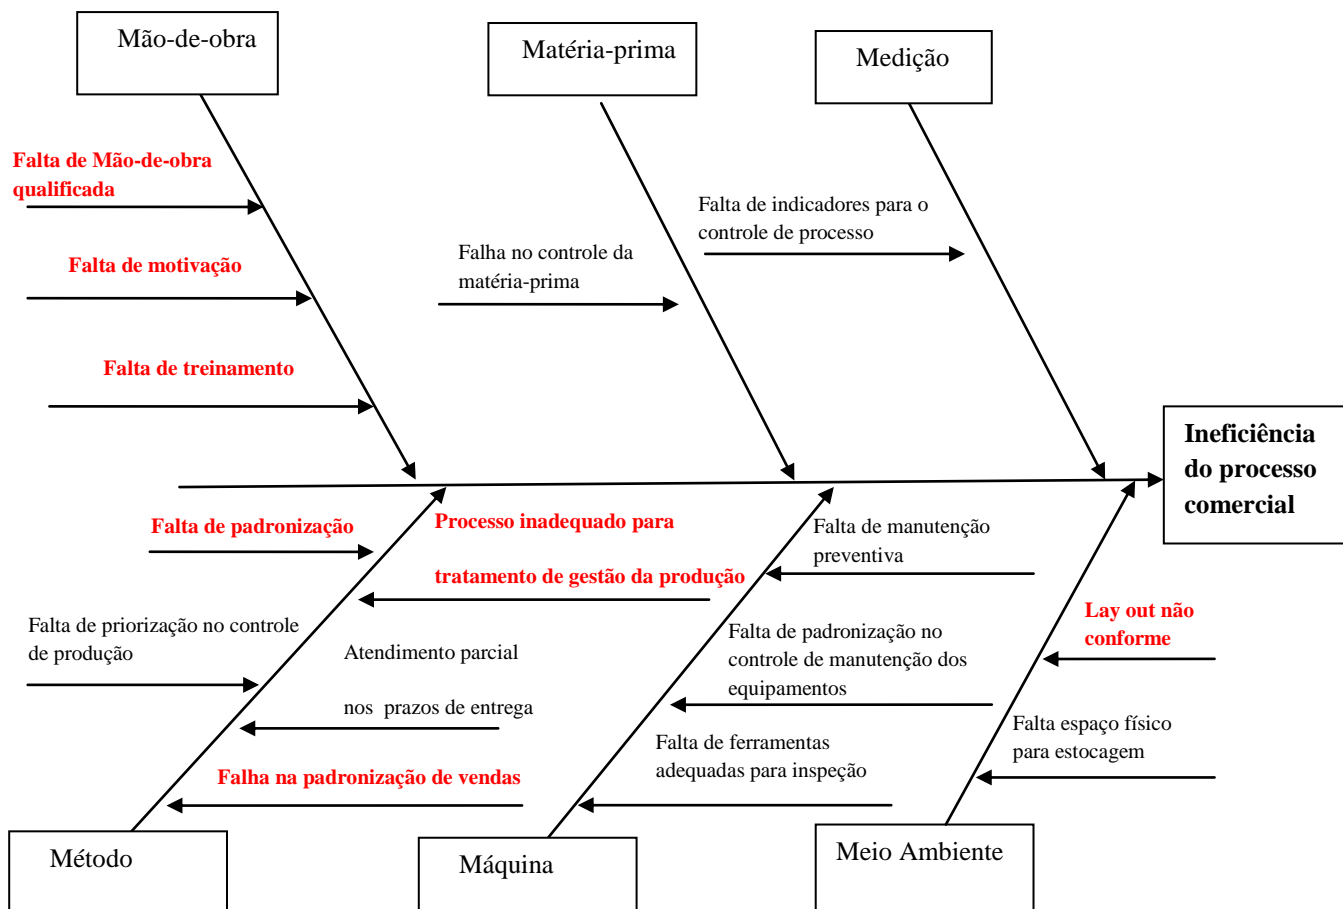 Mão-de-obra
Matéria-prima
Medição
Falta de Mão-de-obra
qualificada
Falta de motivação
Falta de treinamento
Falha no controle da
matéria-prima
Falta de indicadores para o
controle de processo
Ineficiência
do processo
comercial
Falta de padronização
Processo inadequado para
tratamento de gestão da produção
Falta de priorização no controle
de produção
Atendimento parcial
nos prazos de entrega
Falha na padronização de vendas
Falta de manutenção
preventiva
Falta de padronização no
controle de manutenção dos
equipamentos
Falta de ferramentas
adequadas para inspeção
Lay out não
conforme
Falta espaço físico
para estocagem
Método
Máquina
Meio Ambiente